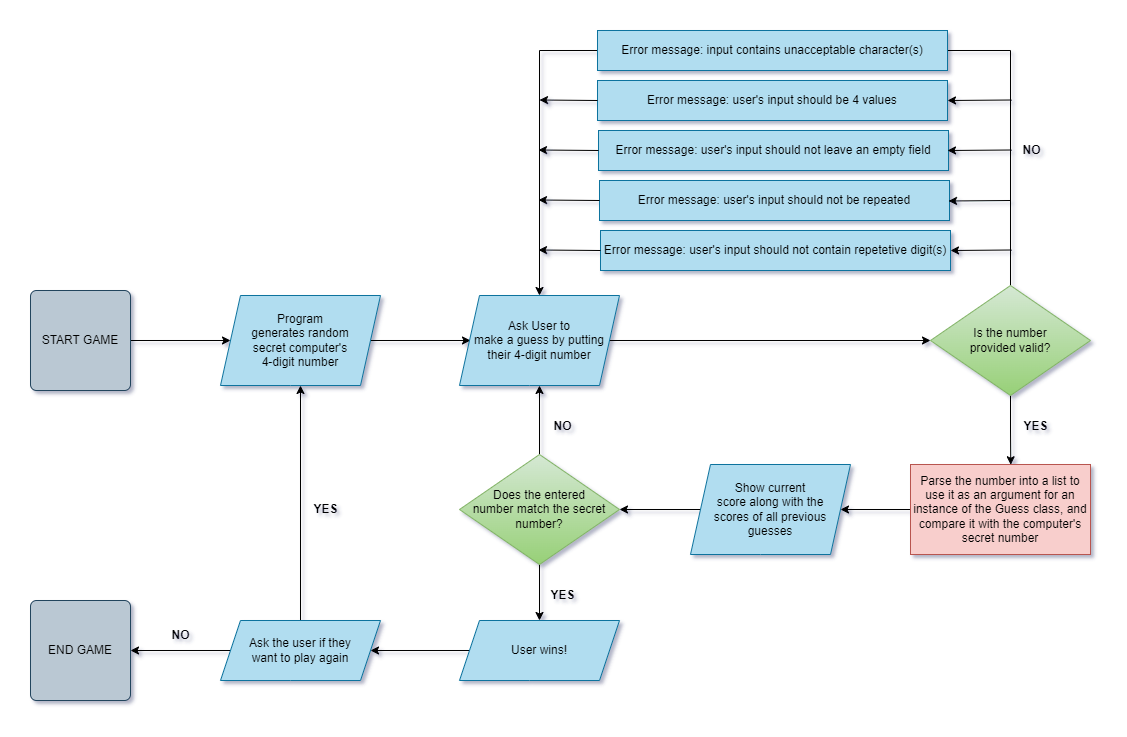 Error message: input contains unacceptable character(s)
Error message: user's input should be 4 values
Error message: user's input should not leave an empty field
NO
Error message: user's input should not be repeated
Error message: user's input should not contain repetetive digit(s)
START GAME
Program
generates random
secret computer's
4-digit number
Ask User to
make a guess by putting
their 4-digit number
Is the number
provided valid?
NO
YES
Does the entered
number match the secret
number?
Show current
score along with the
scores of all previous
guesses
Parse the number into a list to
use it as an argument for an
instance of the Guess class, and
compare it with the computer's
secret number
YES
YES
END GAME
NO
Ask the user if they
want to play again
User wins!